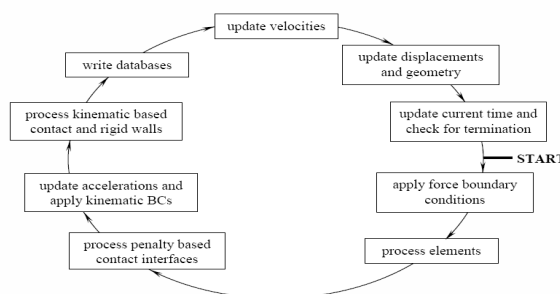 update velocities
update displacements
and geometry
update current time and
check for termination
START
apply force boundary
conditions
process elements
process penalty based
contact interfaces
update accelerations and
apply kinematic BCs
process kinematic based
contact and rigid walls
write databases